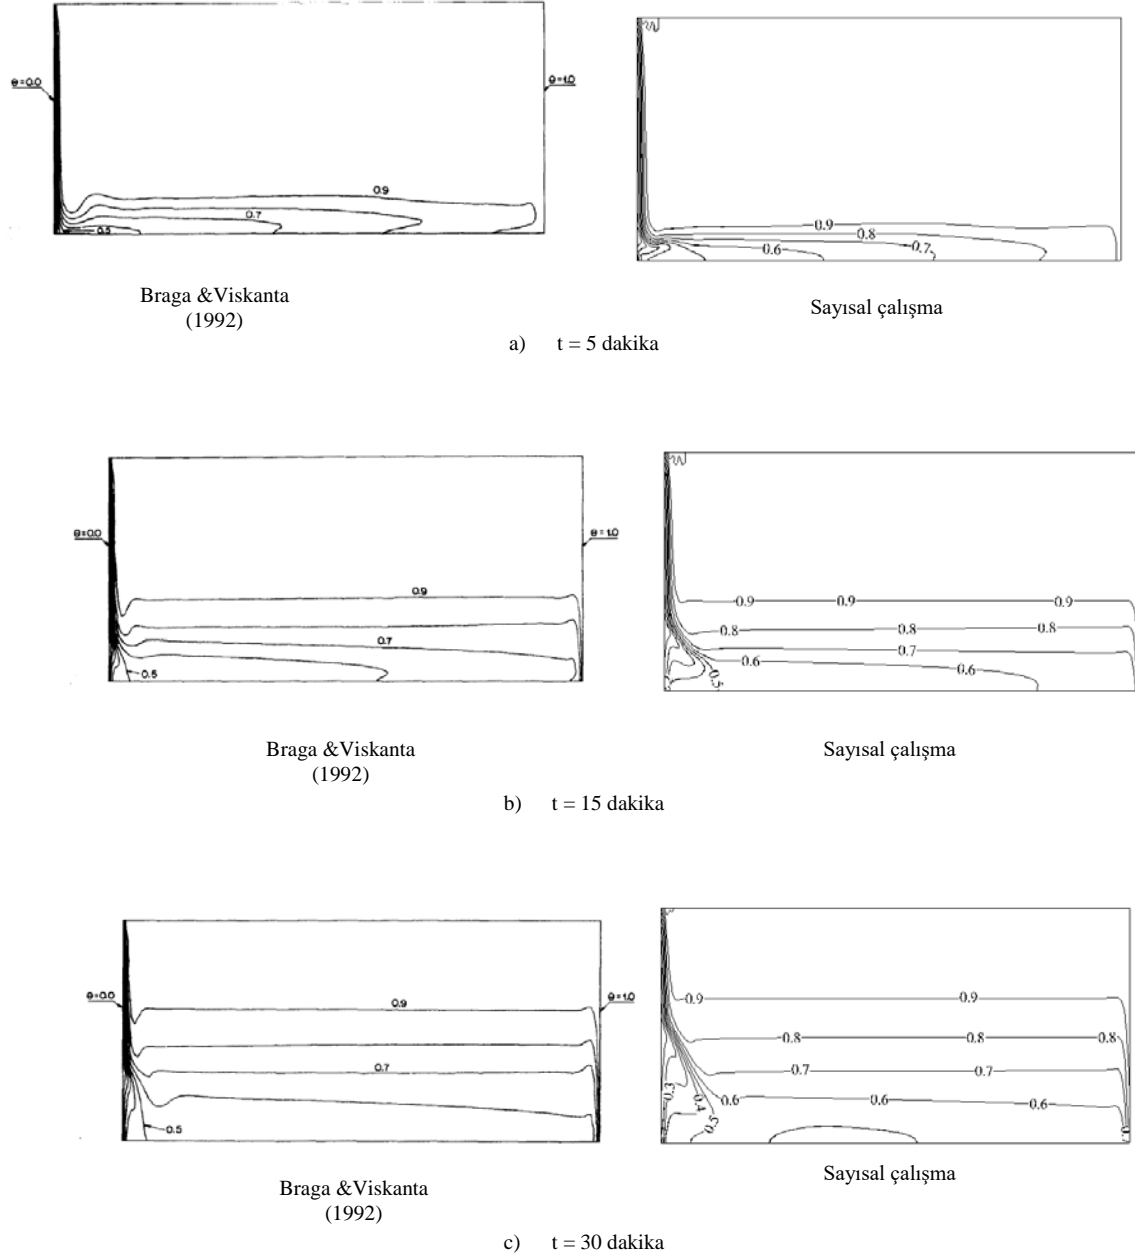 θ=0.0
θ=1.0
0.9
0.7
0.5
0.9
0.8
0.7
0.6
Braga &Viskanta
(1992)
Sayısal çalışma
a) t = 5 dakika
θ=0.0
θ=1.0
0.9
0.7
0.5
0.9 0.9 0.9
0.8 0.8 0.8
0.7
0.6 0.6
0.5
Braga &Viskanta
(1992)
Sayısal çalışma
b) t = 15 dakika
θ=0.0
θ=1.0
0.9
0.7
0.5
0.9 0.9
0.8 0.8 0.8
0.7 0.7
0.6 0.6 0.6
0.3
0.4
0.5
Braga &Viskanta
(1992)
Sayısal çalışma
c) t = 30 dakika